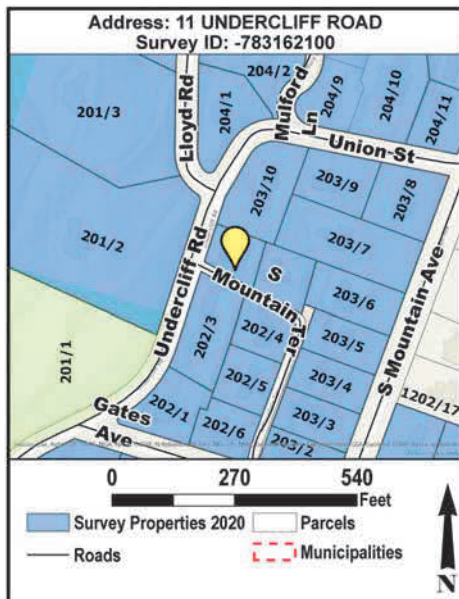 Address: 11 UNDERCLIFF ROAD
Survey ID: -783162100
204/2
201/3
Lloyd Rd
204/1
Mulford Ln
204/9
204/10
204/11
Union St
203/10
203/9
203/8
201/2
Undercliff Rd
203/7
S Mountain Ter
203/6
S Mountain Ave
201/1
202/3
202/4
203/5
202/5
203/4
1202/17
Gates Ave
202/1
202/6
203/3
203/2
0 270 540
Feet
Survey Properties 2020
Parcels
Roads
Municipalities
N